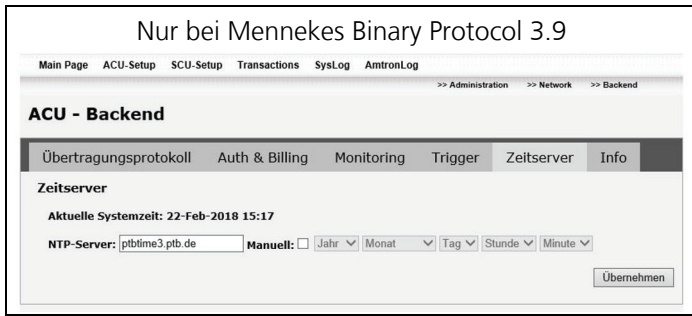 Nur bei Mennekes Binary Protocol 3.9
Main Page ACU-Setup SCU-Setup Transactions SysLog AmtronLog
>> Administration >> Network >> Backend
ACU - Backend
Übertragungsprotokoll Auth & Billing Monitoring Trigger Zeitserver Info
Zeitserver
Aktuelle Systemzeit: 22-Feb-2018 15:17
NTP-Server: ptbtime3.ptb.de Manuell: Jahr Monat Tag Stunde Minute
Übernehmen